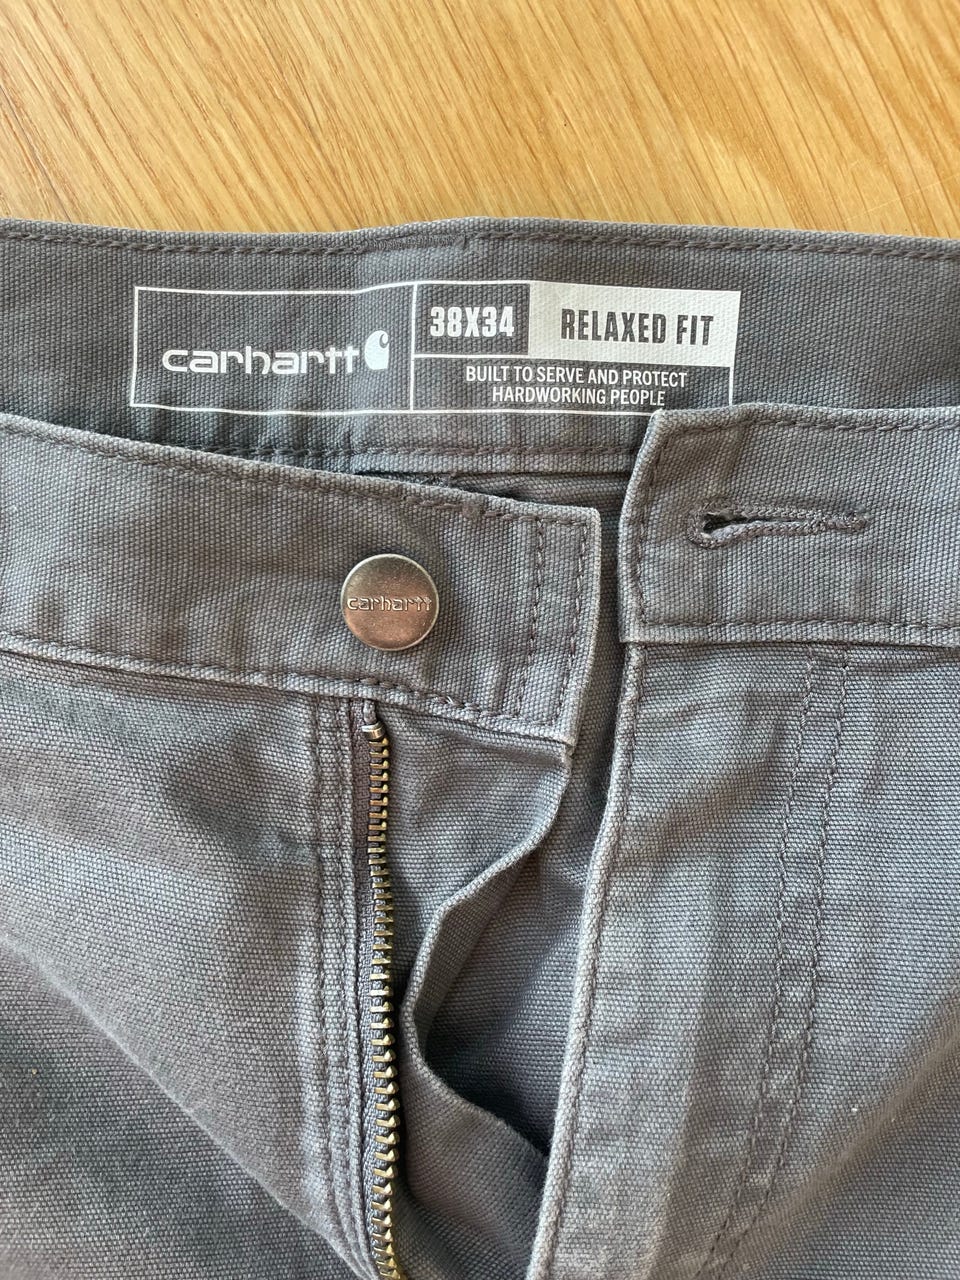 carhartt
38X34
RELAXED FIT
BUILT TO SERVE AND PROTECT
HARDWORKING PEOPLE
carhartt